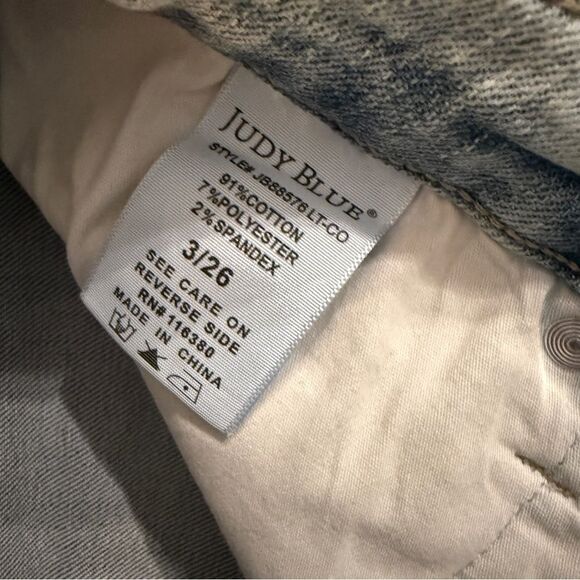 JUDY BLUE®
STYLE# JB88576 LT-CO
91%COTTON
7%POLYESTER
2%SPANDEX
3/26
SEE CARE ON
REVERSE SIDE
RN# 116380
MADE IN CHINA